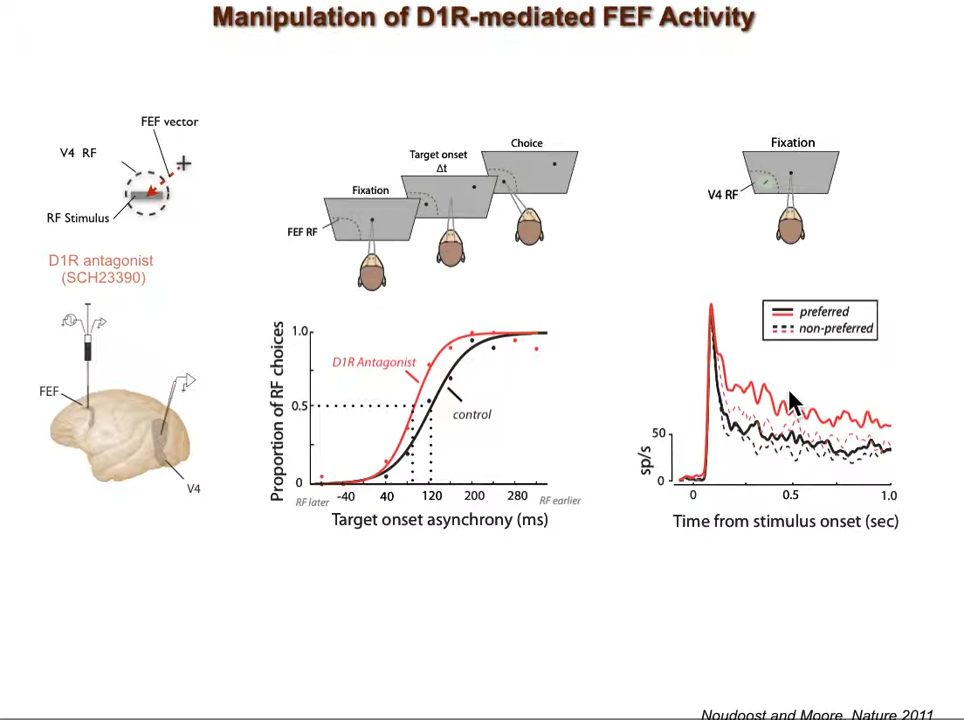 Manipulation of D1R-mediated FEF Activity
FEF vector
V4 RF
RF Stimulus
D1R antagonist
(SCH23390)
FEF
V4
Fixation
Target onset
Δt
Choice
FEF RF
Proportion of RF choices
1.0
0.5
0
D1R Antagonist
control
RF later
-40
40
120
200
280
RF earlier
Target onset asynchrony (ms)
Fixation
V4 RF
preferred
non-preferred
sp/s
50
0
0
0.5
1.0
Time from stimulus onset (sec)
Noudoost and Moore, Nature 2011